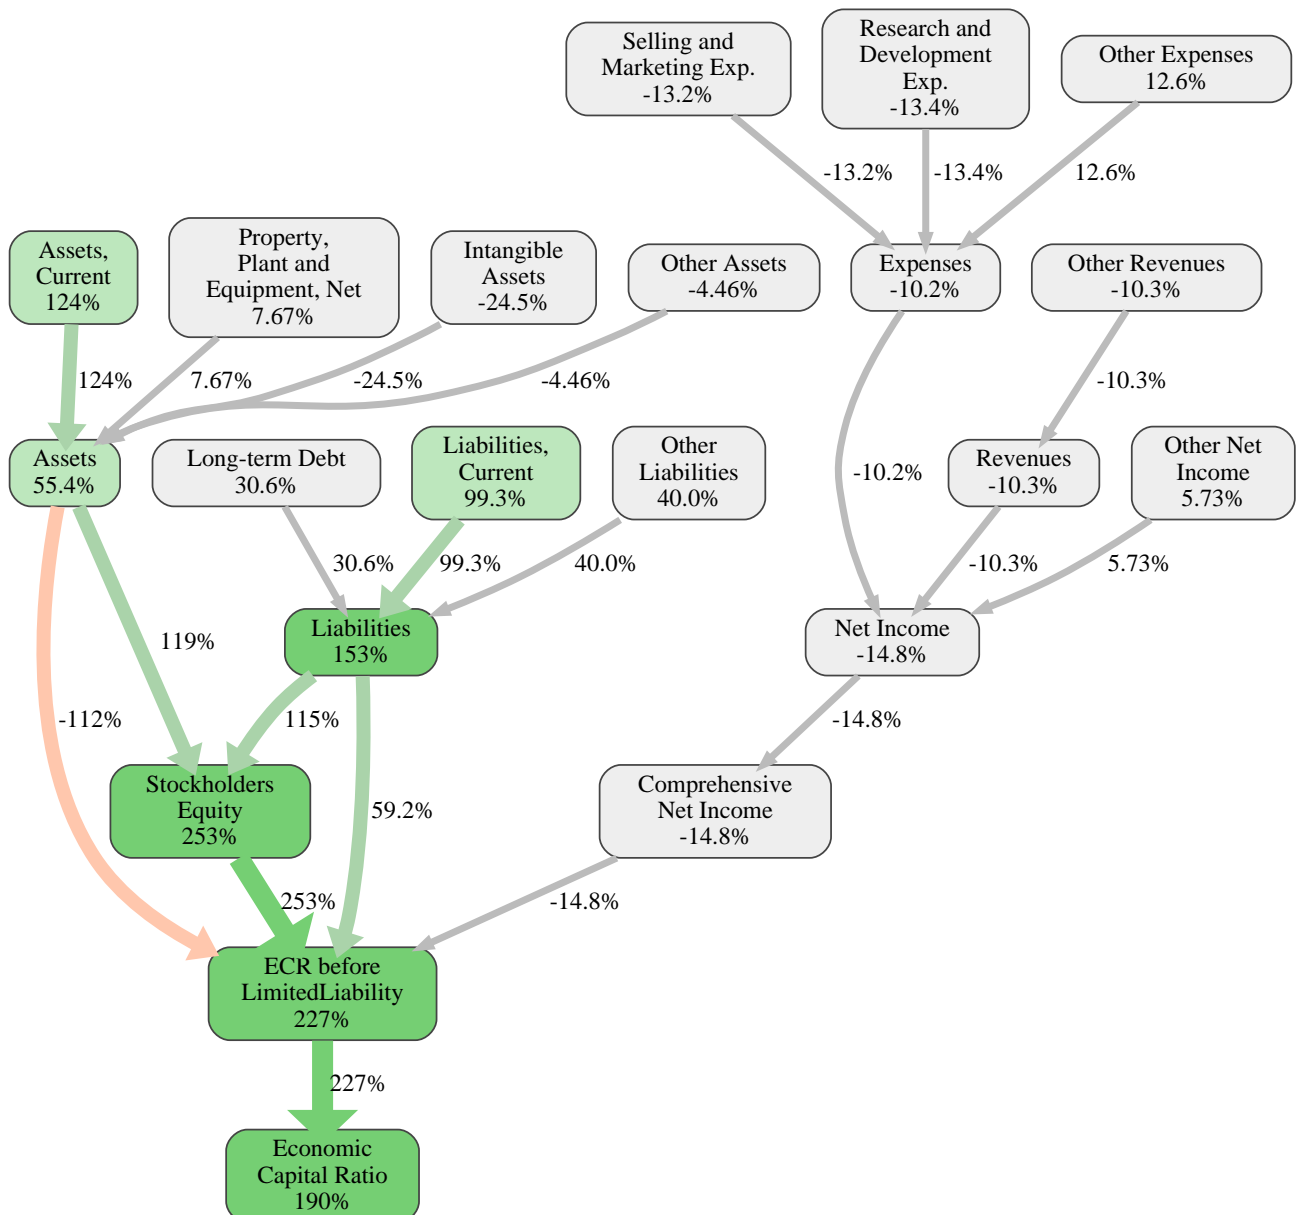 Selling and
Marketing Exp.
-13.2%
Research and
Development
Exp.
-13.4%
Other Expenses
12.6%
-13.2%
-13.4%
12.6%
Assets,
Current
124%
Property,
Plant and
Equipment, Net
7.67%
Intangible
Assets
-24.5%
Other Assets
-4.46%
Expenses
-10.2%
Other Revenues
-10.3%
124%
7.67%
-24.5%
-4.46%
-10.3%
Assets
55.4%
Long-term Debt
30.6%
Liabilities,
Current
99.3%
Other
Liabilities
40.0%
-10.2%
Revenues
-10.3%
Other Net
Income
5.73%
30.6%
99.3%
40.0%
-10.3%
5.73%
119%
Liabilities
153%
Net Income
-14.8%
-112%
115%
-14.8%
Stockholders
Equity
253%
59.2%
Comprehensive
Net Income
-14.8%
253%
-14.8%
ECR before
LimitedLiability
227%
227%
Economic
Capital Ratio
190%